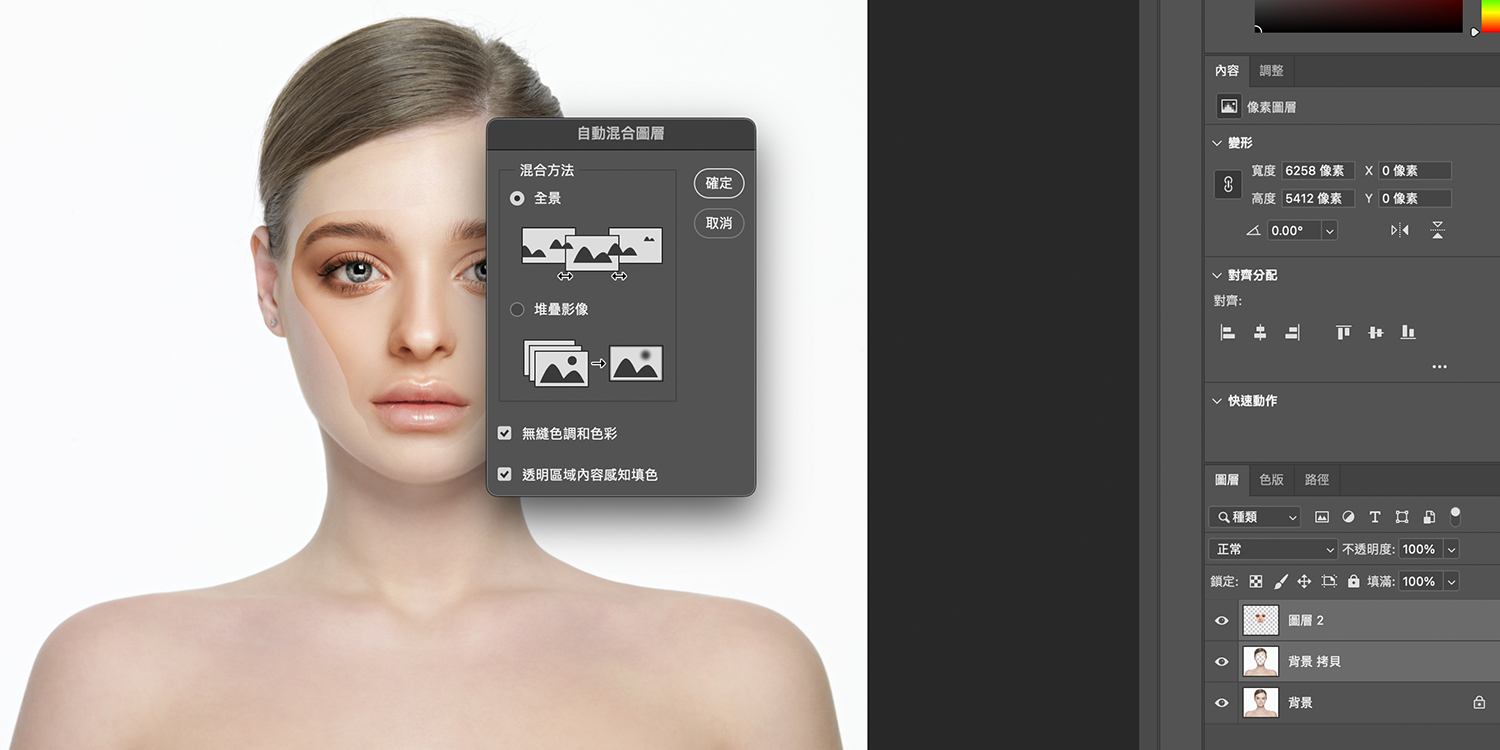 自動混合圖層
混合方法
全景
堆疊影像
無縫色調和色彩
透明區域內容感知填色
確定
取消
內容 調整
像素圖層
變形
寬度 6258 像素 X 0 像素
高度 5412 像素 Y 0 像素
0.00°
對齊分配
對齊:
快速動作
圖層 色版 路徑
種類
正常 不透明度: 100%
鎖定: 填滿: 100%
圖層 2
背景 拷貝
背景